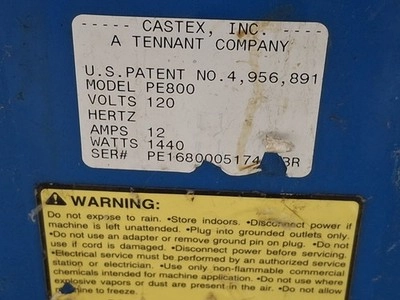 ----- CASTEX, INC. -----
A TENNANT COMPANY
U.S. PATENT NO. 4,956,891
MODEL PE800
VOLTS 120
HERTZ
AMPS 12
WATTS 1440
SER# PE1680005174 BR
WARNING:
Do not expose to rain. •Store indoors. •Disconnect power if
machine is left unattended. •Plug into grounded outlets only.
•Do not use an adapter or remove ground pin on plug. •Do not
use if cord is damaged. •Disconnect power before servicing.
•Electrical service must be performed by an authorized service
station or electrician. •Use only non-flammable commercial
chemicals intended for machine application. •Do not use where
explosive vapors or dust are present in the air. •Do not allow
machine to freeze.